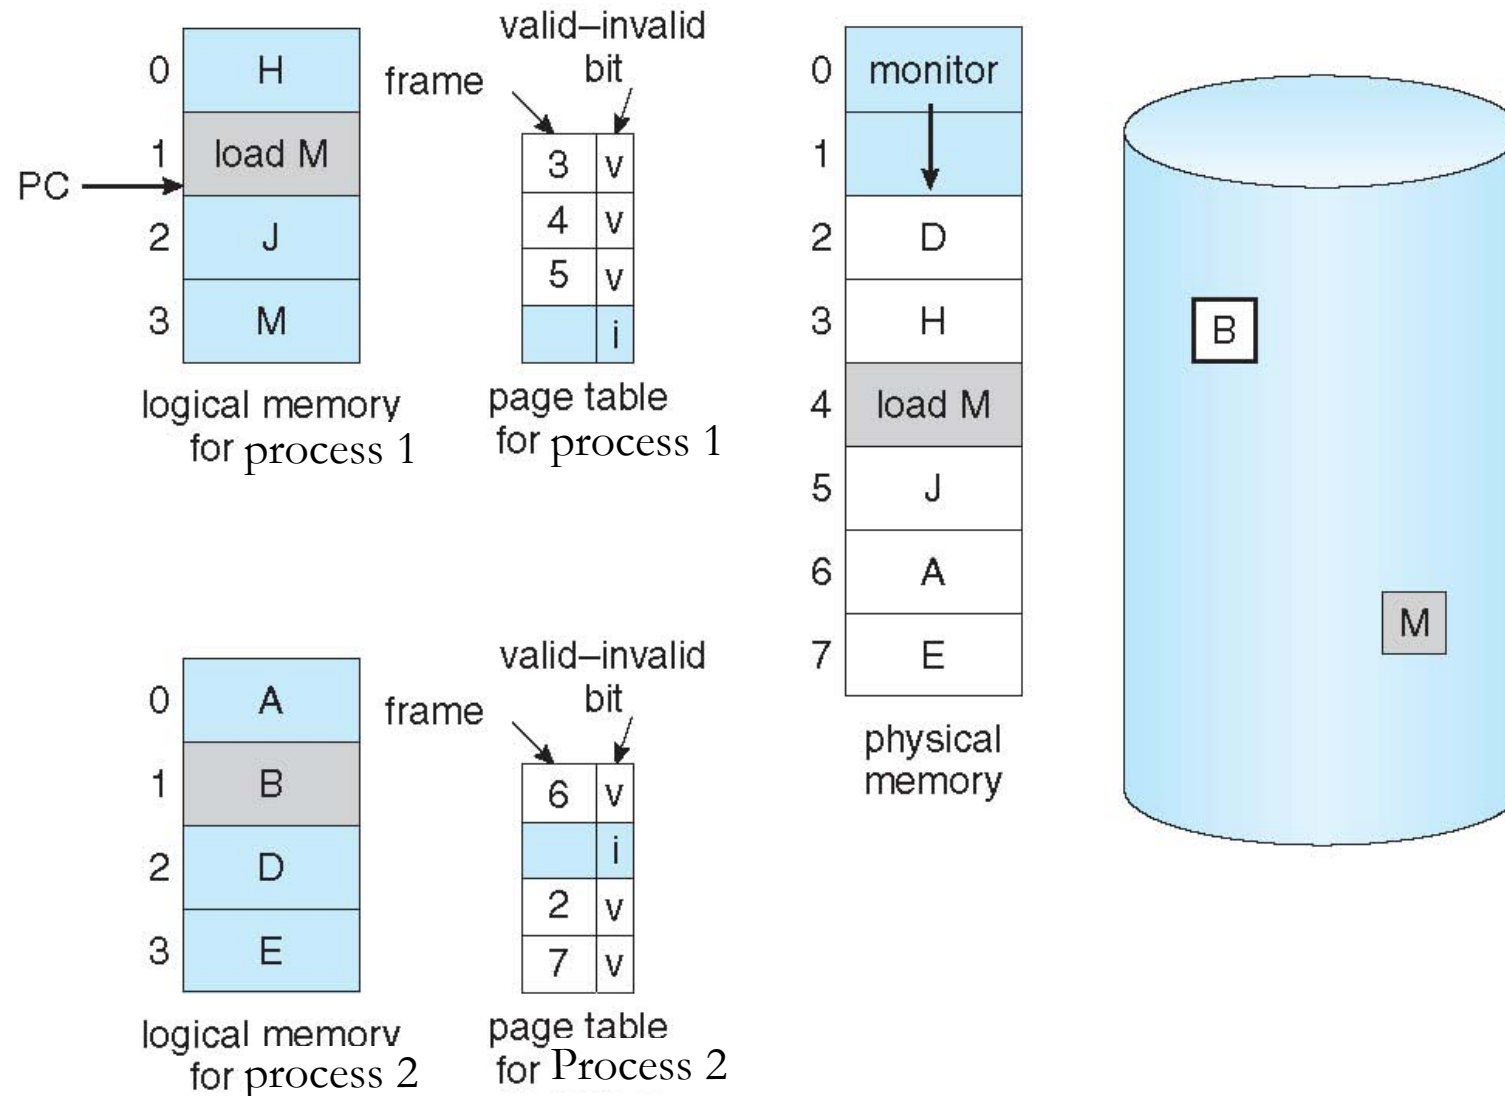 0
H
1
load M
PC
2
J
3
M
logical memory
for process 1
valid–invalid
bit
frame
3 v
4 v
5 v
i
page table
for process 1
0
A
1
B
2
D
3
E
logical memory
for process 2
valid–invalid
bit
frame
6 v
i
2 v
7 v
page table
for Process 2
0
monitor
1
2
D
3
H
4
load M
5
J
6
A
7
E
physical
memory
B
M